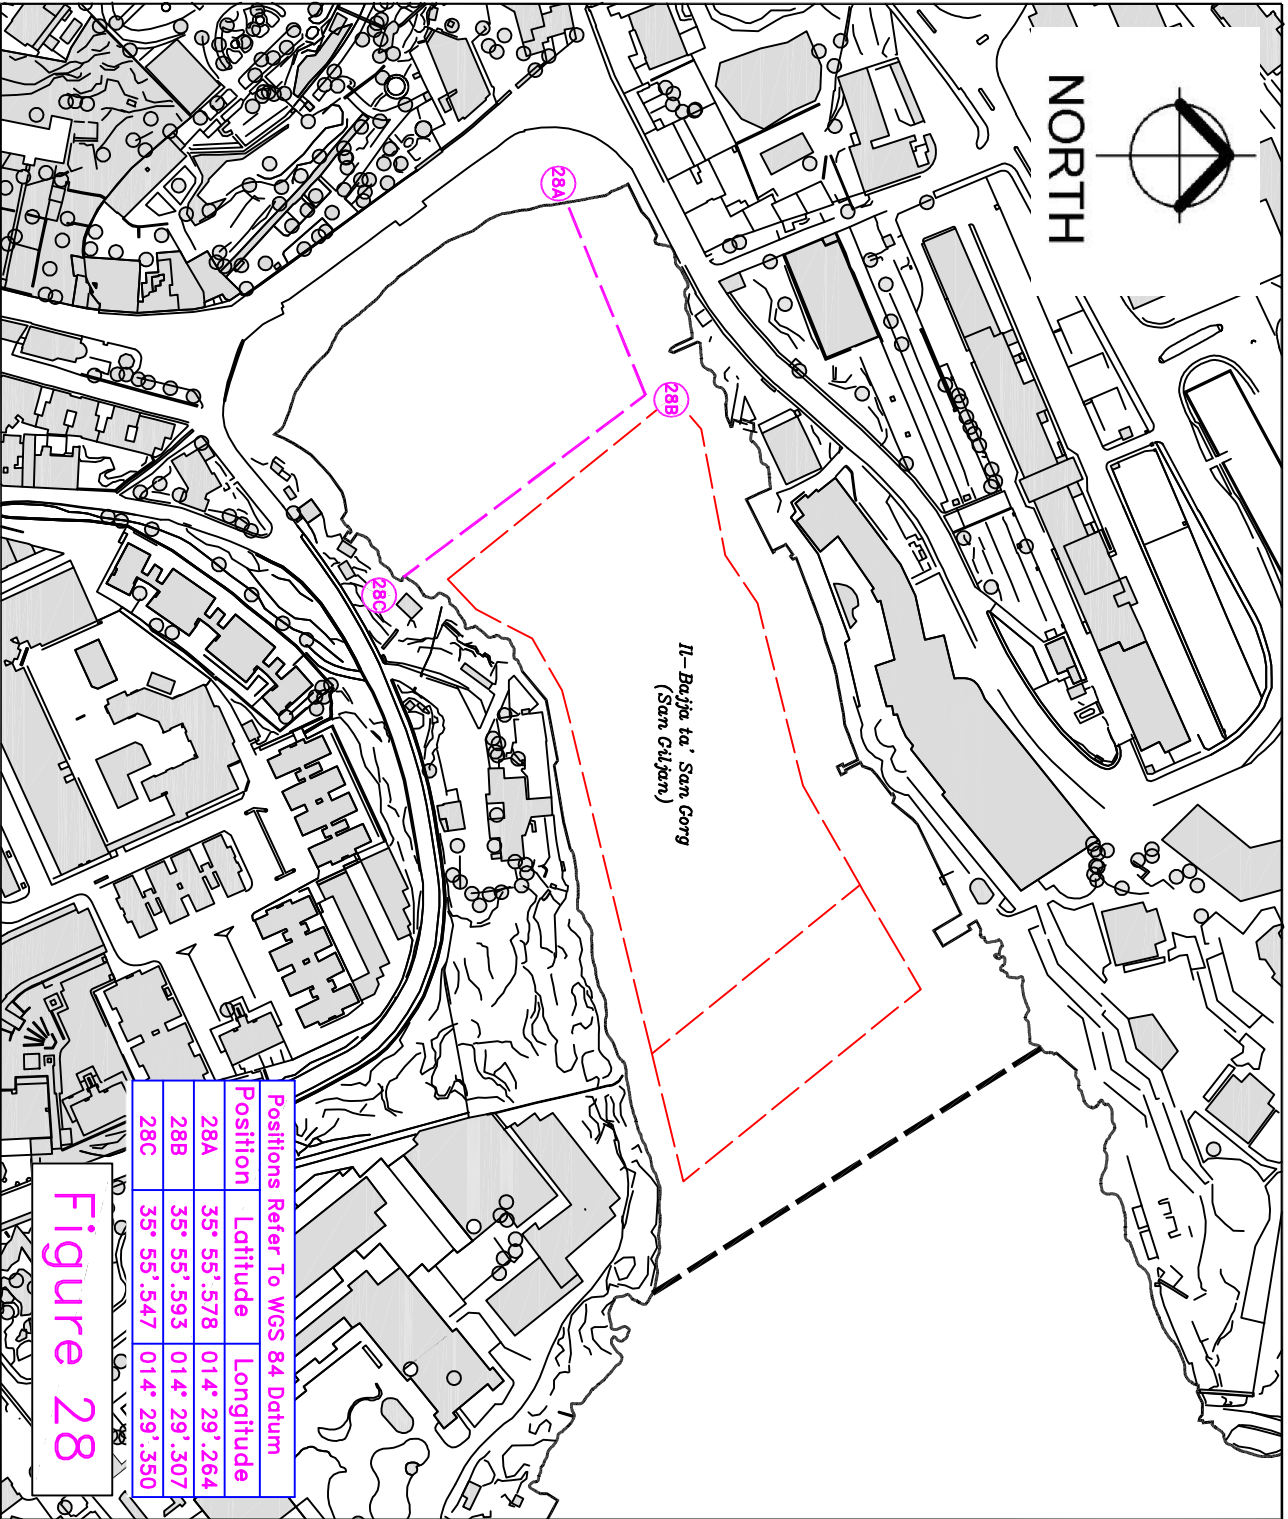 NORTH
28A
28B
28C
Il-Bajja ta' San Gorg
(San Giljan)
Positions Refer To WGS 84 Datum
Position Latitude Longitude
28A 35° 55'.578 014° 29'.264
28B 35° 55'.593 014° 29'.307
28C 35° 55'.547 014° 29'.350
Figure 28